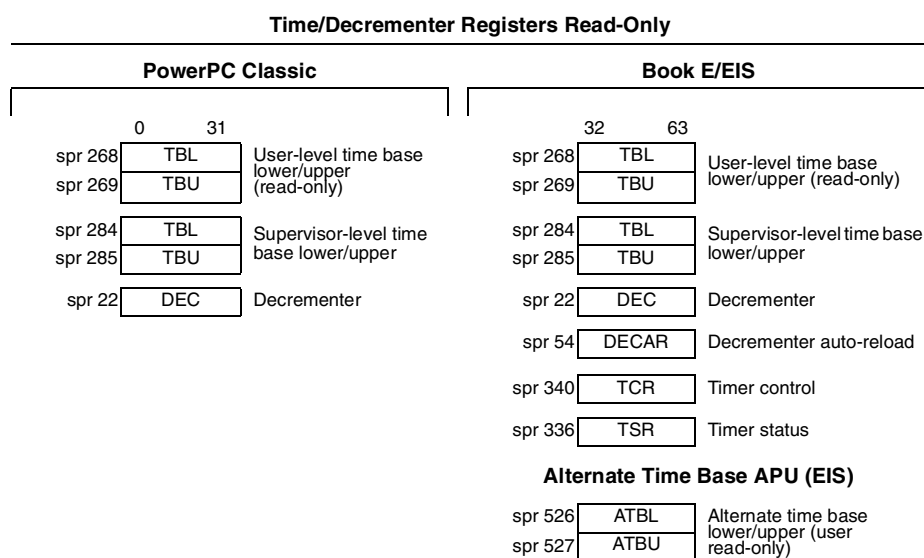 Time/Decrementer Registers Read-Only
PowerPC Classic
0 31
spr 268 TBL User-level time base
lower/upper
spr 269 TBU (read-only)
spr 284 TBL Supervisor-level time
spr 285 TBU base lower/upper
spr 22 DEC Decrementer
Book E/EIS
32 63
spr 268 TBL User-level time base
spr 269 TBU lower/upper (read-only)
spr 284 TBL Supervisor-level time base
spr 285 TBU lower/upper
spr 22 DEC Decrementer
spr 54 DECAR Decrementer auto-reload
spr 340 TCR Timer control
spr 336 TSR Timer status
Alternate Time Base APU (EIS)
spr 526 ATBL Alternate time base
lower/upper (user
spr 527 ATBU read-only)